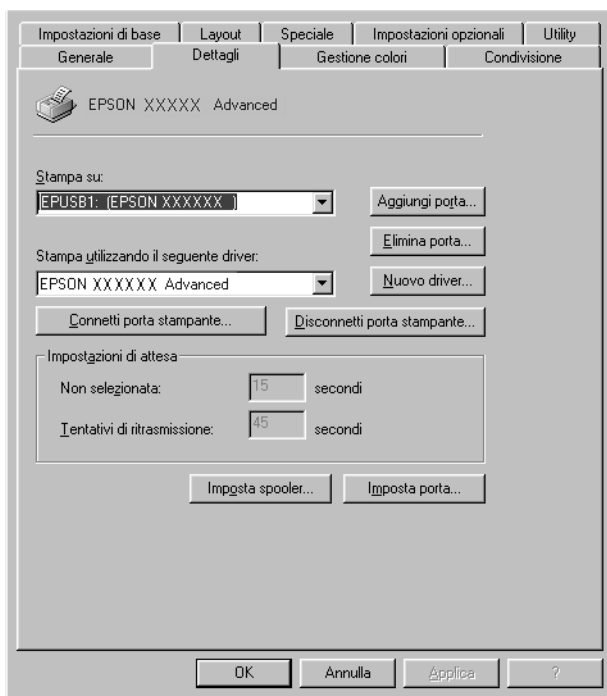 Impostazioni di base Layout Speciale Impostazioni opzionali Utility
Generale Dettagli Gestione colori Condivisione
EPSON XXXXX Advanced
Stampa su:
EPUSB1: (EPSON XXXXXX )
Aggiungi porta...
Elimina porta...
Stampa utilizzando il seguente driver:
EPSON XXXXXX Advanced
Nuovo driver...
Connetti porta stampante... Disconnetti porta stampante...
Impostazioni di attesa
Non selezionata: 15 secondi
Tentativi di ritrasmissione: 45 secondi
Imposta spooler... Imposta porta...
OK Annulla Applica ?